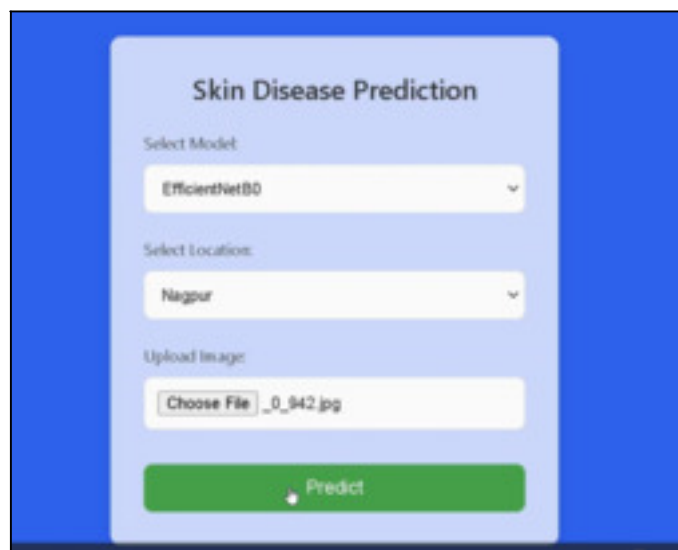 Skin Disease Prediction
Select Model:
EfficientNetB0
Select Location:
Nagpur
Upload Image:
Choose File _0_942.jpg
Predict